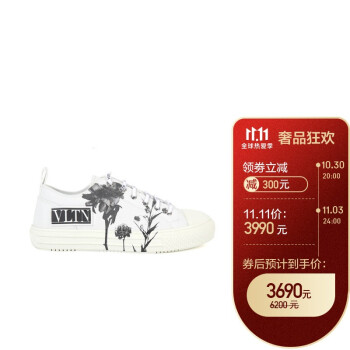 VLTN
11.11
全球热爱季
奢品狂欢
领券立减
减 300元
11.11价：
3990元
券后预计到手价：
3690元
6200元
10.30
20:00
11.03
24:00